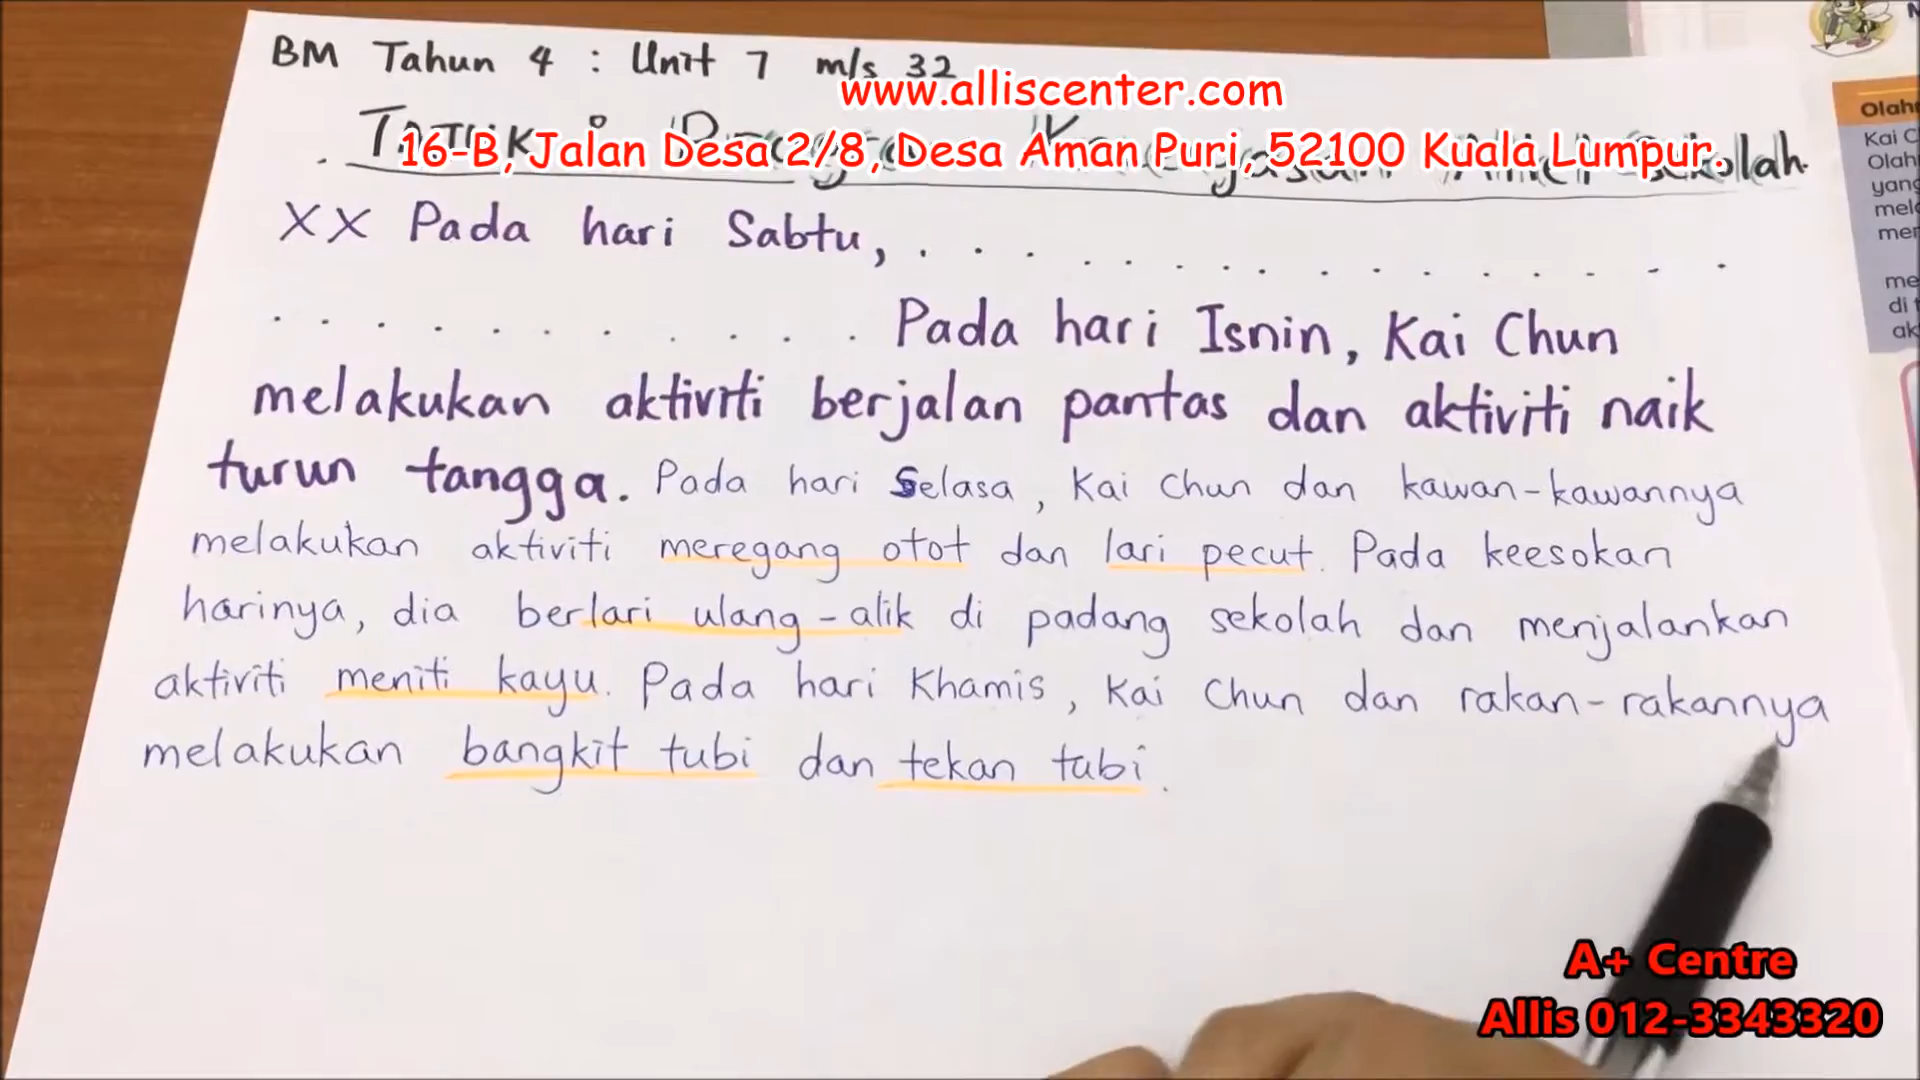 BM Tahun 4 : Unit 7 m/s 32
www.alliscenter.com
16-B, Jalan Desa 2/8, Desa Aman Puri, 52100 Kuala Lumpur.
XX Pada hari Sabtu, . . . . . . . . . . . . . .
. . . . . . . . . . . Pada hari Isnin, Kai Chun
melakukan aktiviti berjalan pantas dan aktiviti naik
turun tangga. Pada hari Selasa, Kai Chun dan kawan-kawannya
melakukan aktiviti meregang otot dan lari pecut. Pada keesokan
harinya, dia berlari ulang-alik di padang sekolah dan menjalankan
aktiviti meniti kayu. Pada hari Khamis, Kai Chun dan rakan-rakannya
melakukan bangkit tubi dan tekan tubi.
Kai C
yang
di t
A+ Centre
Allis 012-3343320